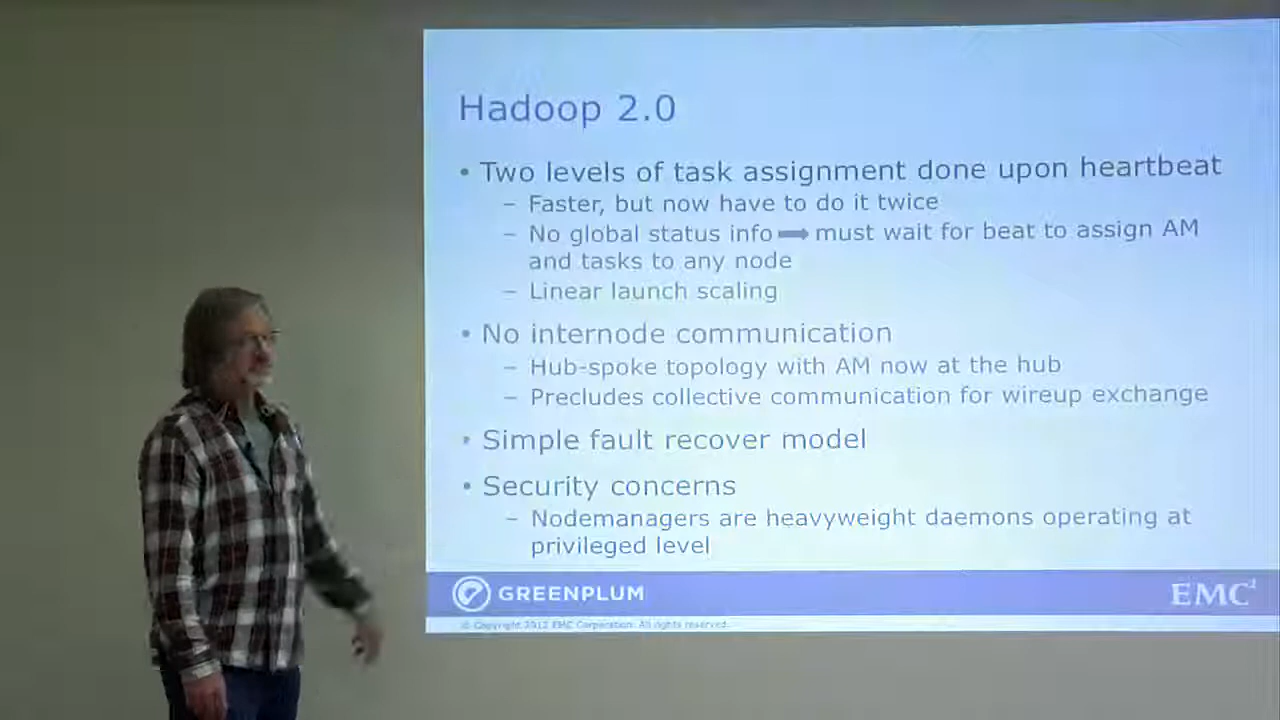 Hadoop 2.0
• Two levels of task assignment done upon heartbeat
– Faster, but now have to do it twice
– No global status info ➡ must wait for beat to assign AM
and tasks to any node
– Linear launch scaling
• No internode communication
– Hub-spoke topology with AM now at the hub
– Precludes collective communication for wireup exchange
• Simple fault recover model
• Security concerns
– Nodemanagers are heavyweight daemons operating at
privileged level
GREENPLUM
EMC²
© Copyright 2012 EMC Corporation. All rights reserved.